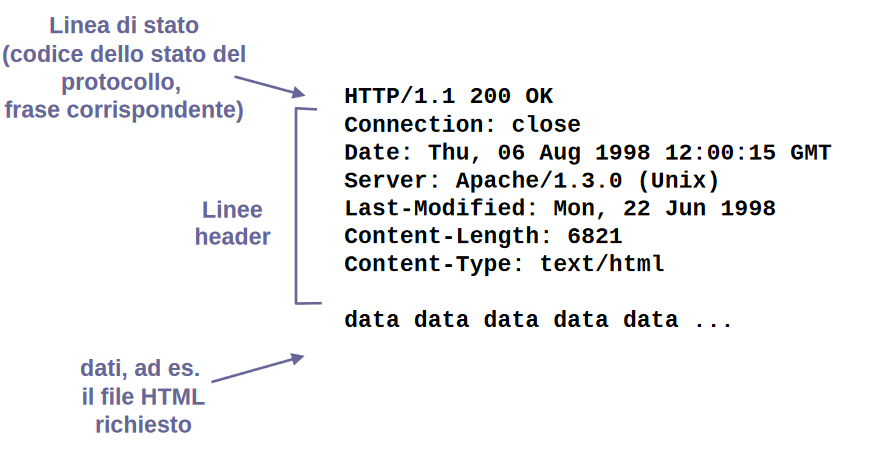 Linea di stato
(codice dello stato del
protocollo,
frase corrispondente)
HTTP/1.1 200 OK
Connection: close
Date: Thu, 06 Aug 1998 12:00:15 GMT
Server: Apache/1.3.0 (Unix)
Last-Modified: Mon, 22 Jun 1998
Content-Length: 6821
Content-Type: text/html
Linee
header
data data data data data ...
dati, ad es.
il file HTML
richiesto